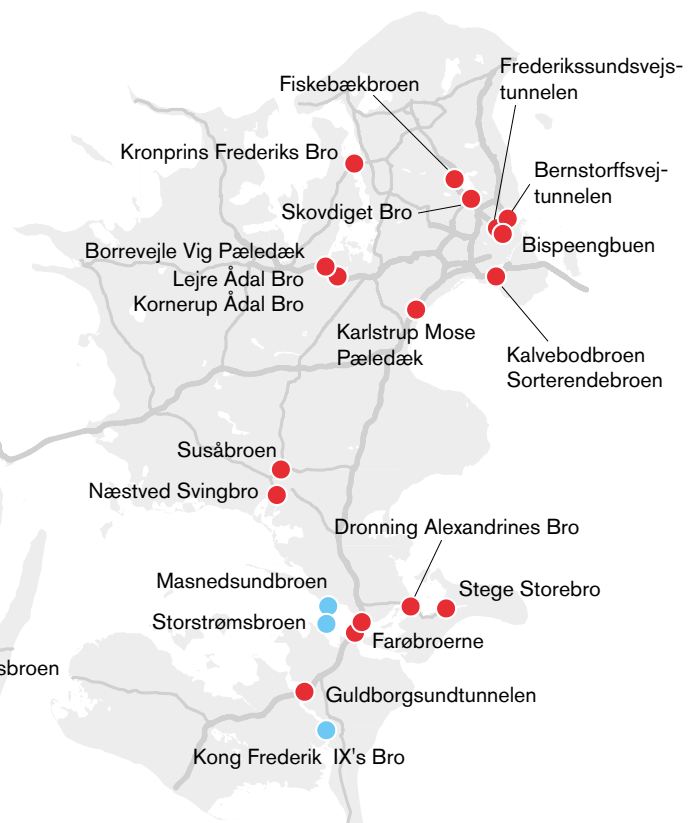 Frederikssundsvejs-
tunnelen
Fiskebækbroen
Kronprins Frederiks Bro
Bernstorffsvej-
tunnelen
Skovdiget Bro
Bispeengbuen
Borrevejle Vig Pæledæk
Lejre Ådal Bro
Kornerup Ådal Bro
Karlstrup Mose
Pæledæk
Kalvebodbroen
Sorterendebroen
Susåbroen
Næstved Svingbro
Dronning Alexandrines Bro
Masnedsundbroen
Stege Storebro
Storstrømsbroen
Farøbroerne
sbroen
Guldborgsundtunnelen
Kong Frederik IX's Bro